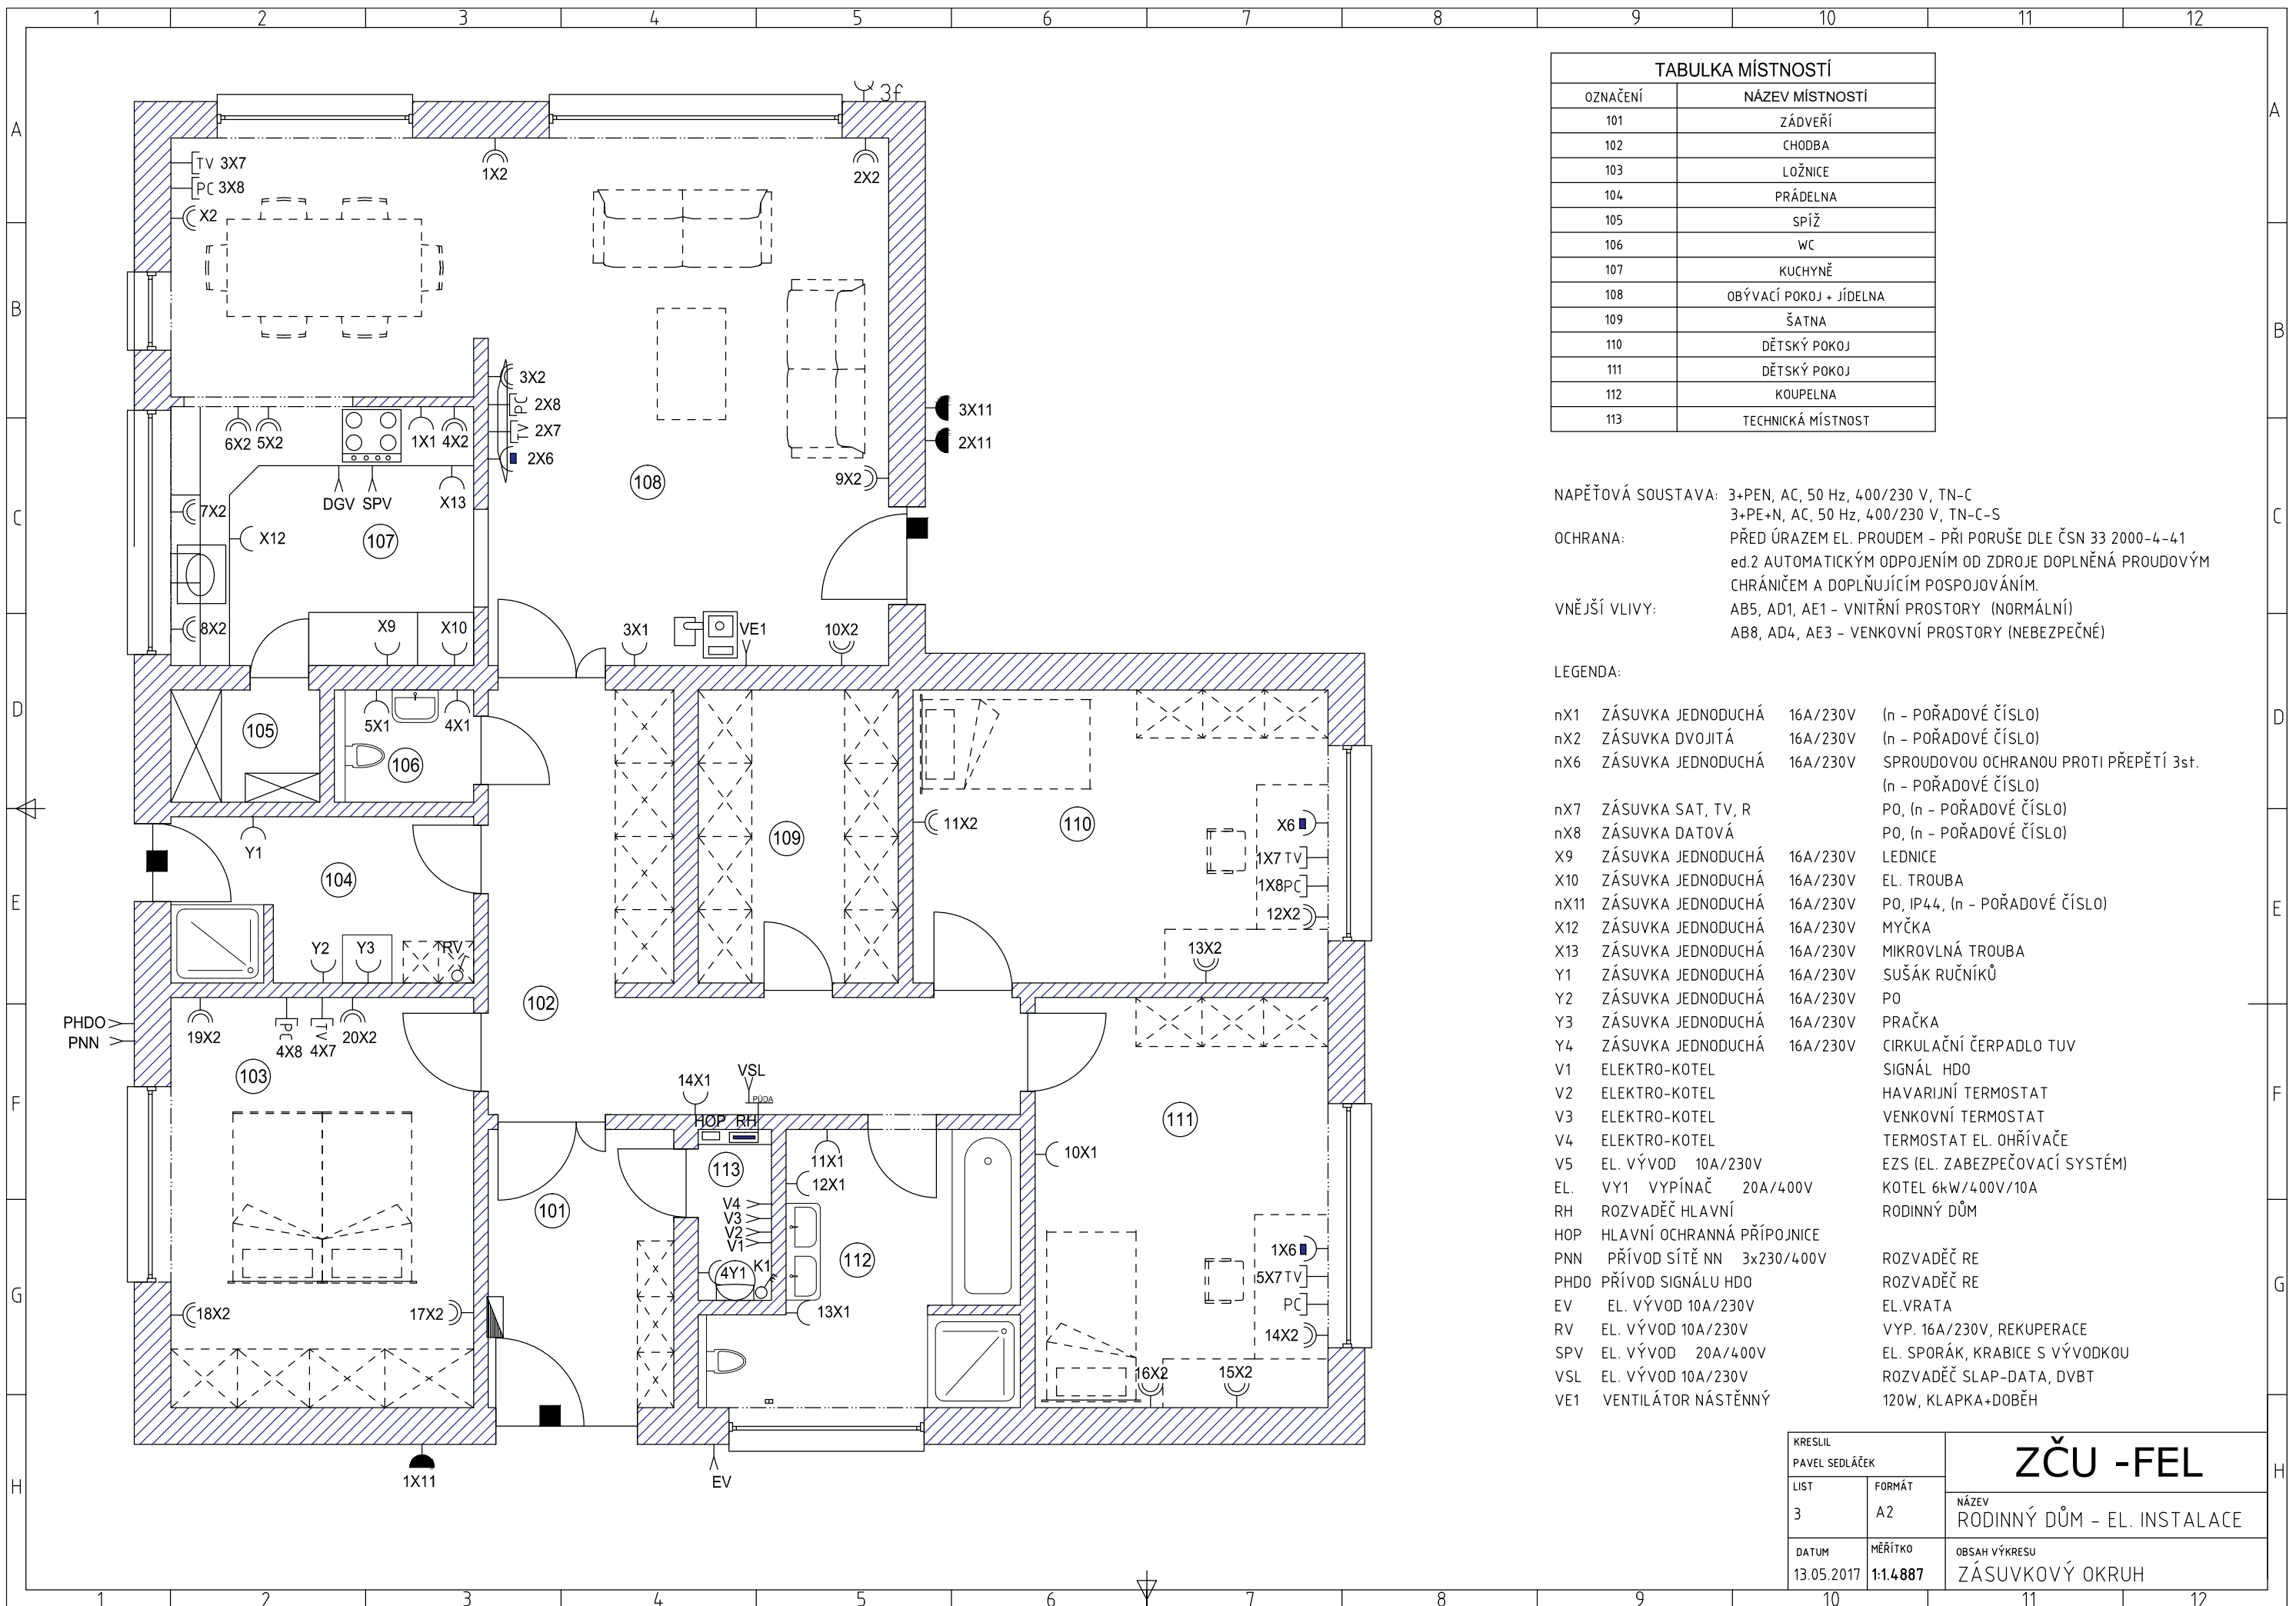 1 2 3 4 5 6 7 8 9 10 11 12
A A
B B
C C
D D
E E
F F
G G
H H
3f
TV 3X7
PC 3X8
X2
1X2
2X2
3X2
PC 2X8
TV 2X7
2X6
3X11
2X11
9X2
108
6X2 5X2 1X1 4X2
DGV SPV X13
7X2
X12
107
8X2
X9 X10
3X1 VE1 10X2
105
5X1 4X1
106
11X2
109
110
X6
1X7 TV
1X8PC
12X2
13X2
Y1
104
Y2 Y3 RV
102
PHDO
PNN
19X2 PC 4X8 TV 4X7 20X2
103
14X1 VSL
PŮDA
HOP RH
113
11X1
12X1
10X1
111
101
V4
V3
V2
V1
112
4Y1 K1
13X1
1X6
5X7 TV
PC
14X2
18X2 17X2
16X2 15X2
1X11
EV
TABULKA MÍSTNOSTÍ
OZNAČENÍ NÁZEV MÍSTNOSTÍ
101 ZÁDVEŘÍ
102 CHODBA
103 LOŽNICE
104 PRÁDELNA
105 SPÍŽ
106 WC
107 KUCHYNĚ
108 OBÝVACÍ POKOJ + JÍDELNA
109 ŠATNA
110 DĚTSKÝ POKOJ
111 DĚTSKÝ POKOJ
112 KOUPELNA
113 TECHNICKÁ MÍSTNOST
NAPĚŤOVÁ SOUSTAVA: 3+PEN, AC, 50 Hz, 400/230 V, TN-C
3+PE+N, AC, 50 Hz, 400/230 V, TN-C-S
OCHRANA: PŘED ÚRAZEM EL. PROUDEM - PŘI PORUŠE DLE ČSN 33 2000-4-41
ed.2 AUTOMATICKÝM ODPOJENÍM OD ZDROJE DOPLNĚNÁ PROUDOVÝM
CHRÁNIČEM A DOPLŇUJÍCÍM POSPOJOVÁNÍM.
VNĚJŠÍ VLIVY: AB5, AD1, AE1 - VNITŘNÍ PROSTORY (NORMÁLNÍ)
AB8, AD4, AE3 - VENKOVNÍ PROSTORY (NEBEZPEČNÉ)
LEGENDA:
nX1 ZÁSUVKA JEDNODUCHÁ 16A/230V (n - POŘADOVÉ ČÍSLO)
nX2 ZÁSUVKA DVOJITÁ 16A/230V (n - POŘADOVÉ ČÍSLO)
nX6 ZÁSUVKA JEDNODUCHÁ 16A/230V SPROUDOVOU OCHRANOU PROTI PŘEPĚTÍ 3st.
(n - POŘADOVÉ ČÍSLO)
nX7 ZÁSUVKA SAT, TV, R PO, (n - POŘADOVÉ ČÍSLO)
nX8 ZÁSUVKA DATOVÁ PO, (n - POŘADOVÉ ČÍSLO)
X9 ZÁSUVKA JEDNODUCHÁ 16A/230V LEDNICE
X10 ZÁSUVKA JEDNODUCHÁ 16A/230V EL. TROUBA
nX11 ZÁSUVKA JEDNODUCHÁ 16A/230V PO, IP44, (n - POŘADOVÉ ČÍSLO)
X12 ZÁSUVKA JEDNODUCHÁ 16A/230V MYČKA
X13 ZÁSUVKA JEDNODUCHÁ 16A/230V MIKROVLNÁ TROUBA
Y1 ZÁSUVKA JEDNODUCHÁ 16A/230V SUŠÁK RUČNÍKŮ
Y2 ZÁSUVKA JEDNODUCHÁ 16A/230V PO
Y3 ZÁSUVKA JEDNODUCHÁ 16A/230V PRAČKA
Y4 ZÁSUVKA JEDNODUCHÁ 16A/230V CIRKULAČNÍ ČERPADLO TUV
V1 ELEKTRO-KOTEL SIGNÁL HDO
V2 ELEKTRO-KOTEL HAVARIJNÍ TERMOSTAT
V3 ELEKTRO-KOTEL VENKOVNÍ TERMOSTAT
V4 ELEKTRO-KOTEL TERMOSTAT EL. OHŘÍVAČE
V5 EL. VÝVOD 10A/230V EZS (EL. ZABEZPEČOVACÍ SYSTÉM)
EL. VY1 VYPÍNAČ 20A/400V KOTEL 6kW/400V/10A
RH ROZVADĚČ HLAVNÍ RODINNÝ DŮM
HOP HLAVNÍ OCHRANNÁ PŘÍPOJNICE
PNN PŘÍVOD SÍTĚ NN 3x230/400V ROZVADĚČ RE
PHDO PŘÍVOD SIGNÁLU HDO ROZVADĚČ RE
EV EL. VÝVOD 10A/230V EL.VRATA
RV EL. VÝVOD 10A/230V VYP. 16A/230V, REKUPERACE
SPV EL. VÝVOD 20A/400V EL. SPORÁK, KRABICE S VÝVODKOU
VSL EL. VÝVOD 10A/230V ROZVADĚČ SLAP-DATA, DVBT
VE1 VENTILÁTOR NÁSTĚNNÝ 120W, KLAPKA+DOBĚH
KRESLIL
PAVEL SEDLÁČEK
ZČU -FEL
LIST FORMÁT
3 A2
NÁZEV
RODINNÝ DŮM - EL. INSTALACE
DATUM MĚŘÍTKO
13.05.2017 1:1.4887
OBSAH VÝKRESU
ZÁSUVKOVÝ OKRUH
1 2 3 4 5 6 7 8 9 10 11 12